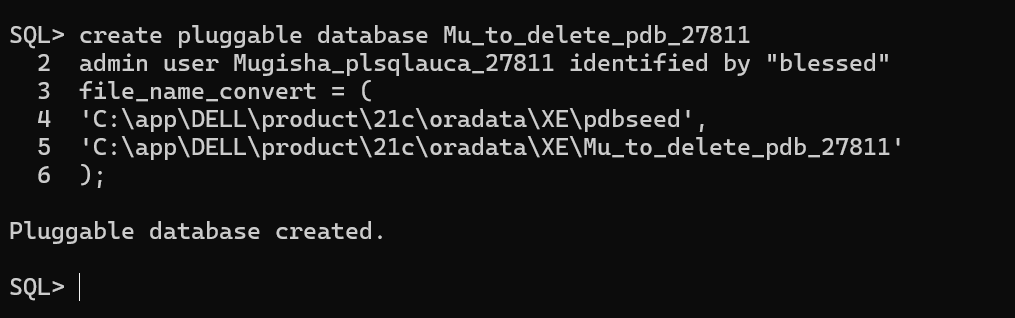 SQL> create pluggable database Mu_to_delete_pdb_27811
2 admin user Mugisha_plsqlauca_27811 identified by "blessed"
3 file_name_convert = (
4 'C:\app\DELL\product\21c\oradata\XE\pdbseed',
5 'C:\app\DELL\product\21c\oradata\XE\Mu_to_delete_pdb_27811'
6 );
Pluggable database created.
SQL>